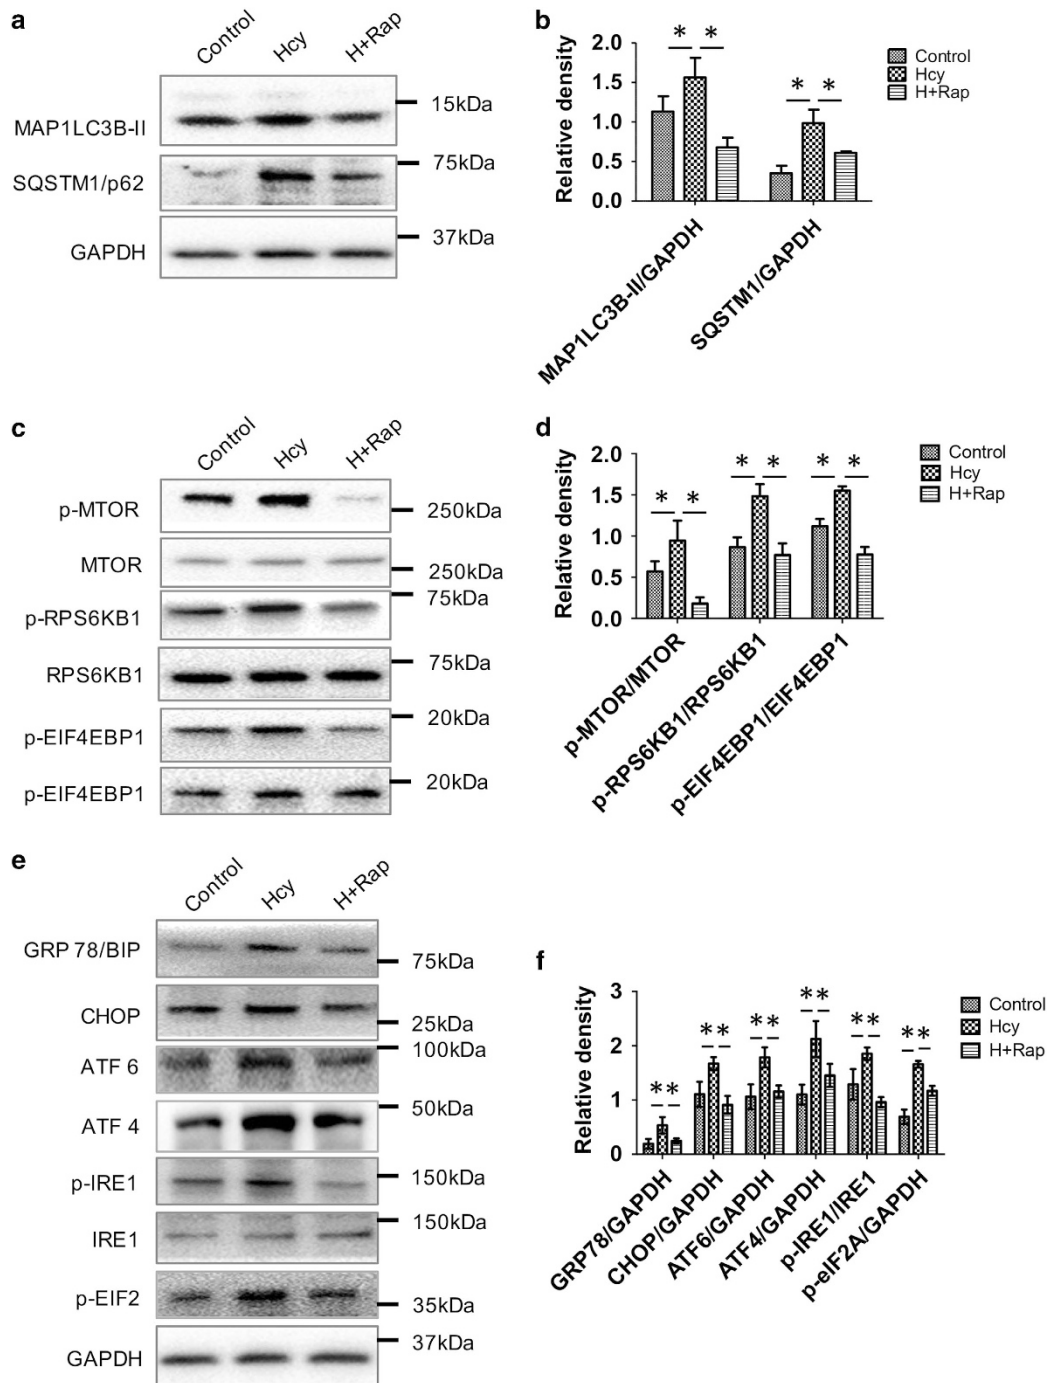 a
Control
Hcy
H+Rap
MAP1LC3B-II
15kDa
SQSTM1/p62
75kDa
GAPDH
37kDa
b
Relative density
2.0
1.5
1.0
0.5
0.0
* * * *
MAP1LC3B-II/GAPDH
SQSTM1/GAPDH
Control
Hcy
H+Rap
c
Control
Hcy
H+Rap
p-MTOR
250kDa
MTOR
250kDa
p-RPS6KB1
75kDa
RPS6KB1
75kDa
p-EIF4EBP1
20kDa
p-EIF4EBP1
20kDa
d
Relative density
2.0
1.5
1.0
0.5
0.0
* * * * * *
p-MTOR/MTOR
p-RPS6KB1/RPS6KB1
p-EIF4EBP1/EIF4EBP1
Control
Hcy
H+Rap
e
Control
Hcy
H+Rap
GRP 78/BIP
75kDa
CHOP
25kDa
ATF 6
100kDa
ATF 4
50kDa
p-IRE1
150kDa
IRE1
150kDa
p-EIF2
35kDa
GAPDH
37kDa
f
Relative density
3
2
1
0
** ** ** ** ** **
GRP78/GAPDH
CHOP/GAPDH
ATF6/GAPDH
ATF4/GAPDH
p-IRE1/IRE1
p-eIF2A/GAPDH
Control
Hcy
H+Rap